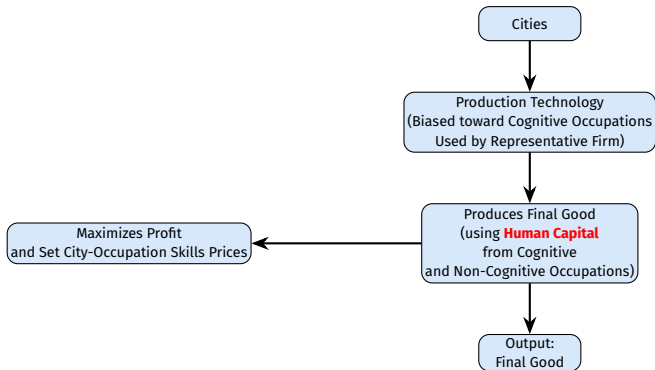 Cities
Production Technology
(Biased toward Cognitive Occupations
Used by Representative Firm)
Produces Final Good
(using Human Capital
from Cognitive
and Non-Cognitive Occupations)
Maximizes Profit
and Set City-Occupation Skills Prices
Output:
Final Good